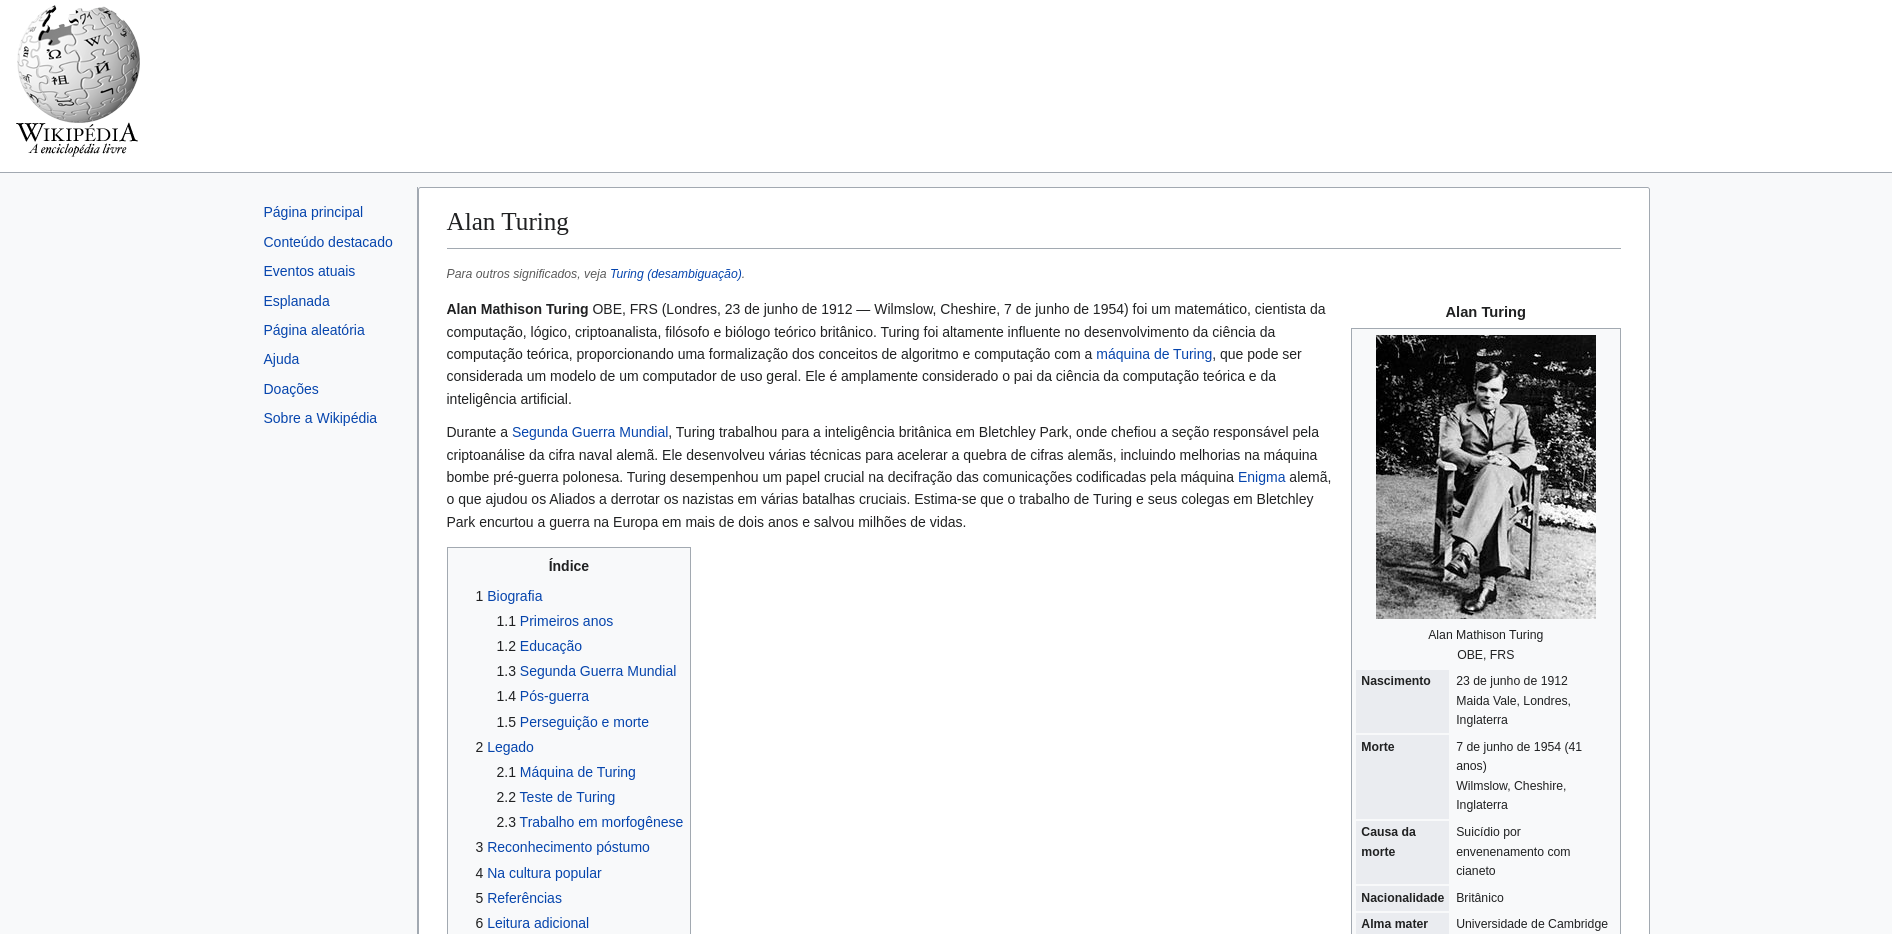 WIKIPÉDIA
A enciclopédia livre
Página principal
Conteúdo destacado
Eventos atuais
Esplanada
Página aleatória
Ajuda
Doações
Sobre a Wikipédia
Alan Turing
Para outros significados, veja Turing (desambiguação).
Alan Mathison Turing OBE, FRS (Londres, 23 de junho de 1912 — Wilmslow, Cheshire, 7 de junho de 1954) foi um matemático, cientista da
computação, lógico, criptoanalista, filósofo e biólogo teórico britânico. Turing foi altamente influente no desenvolvimento da ciência da
computação teórica, proporcionando uma formalização dos conceitos de algoritmo e computação com a máquina de Turing, que pode ser
considerada um modelo de um computador de uso geral. Ele é amplamente considerado o pai da ciência da computação teórica e da
inteligência artificial.
Durante a Segunda Guerra Mundial, Turing trabalhou para a inteligência britânica em Bletchley Park, onde chefiou a seção responsável pela
criptoanálise da cifra naval alemã. Ele desenvolveu várias técnicas para acelerar a quebra de cifras alemãs, incluindo melhorias na máquina
bombe pré-guerra polonesa. Turing desempenhou um papel crucial na decifração das comunicações codificadas pela máquina Enigma alemã,
o que ajudou os Aliados a derrotar os nazistas em várias batalhas cruciais. Estima-se que o trabalho de Turing e seus colegas em Bletchley
Park encurtou a guerra na Europa em mais de dois anos e salvou milhões de vidas.
Índice
1 Biografia
1.1 Primeiros anos
1.2 Educação
1.3 Segunda Guerra Mundial
1.4 Pós-guerra
1.5 Perseguição e morte
2 Legado
2.1 Máquina de Turing
2.2 Teste de Turing
2.3 Trabalho em morfogênese
3 Reconhecimento póstumo
4 Na cultura popular
5 Referências
6 Leitura adicional
Alan Turing
Alan Mathison Turing
OBE, FRS
Nascimento 23 de junho de 1912
Maida Vale, Londres,
Inglaterra
Morte 7 de junho de 1954 (41
anos)
Wilmslow, Cheshire,
Inglaterra
Causa da Suicídio por
morte envenenamento com
cianeto
Nacionalidade Britânico
Alma mater Universidade de Cambridge